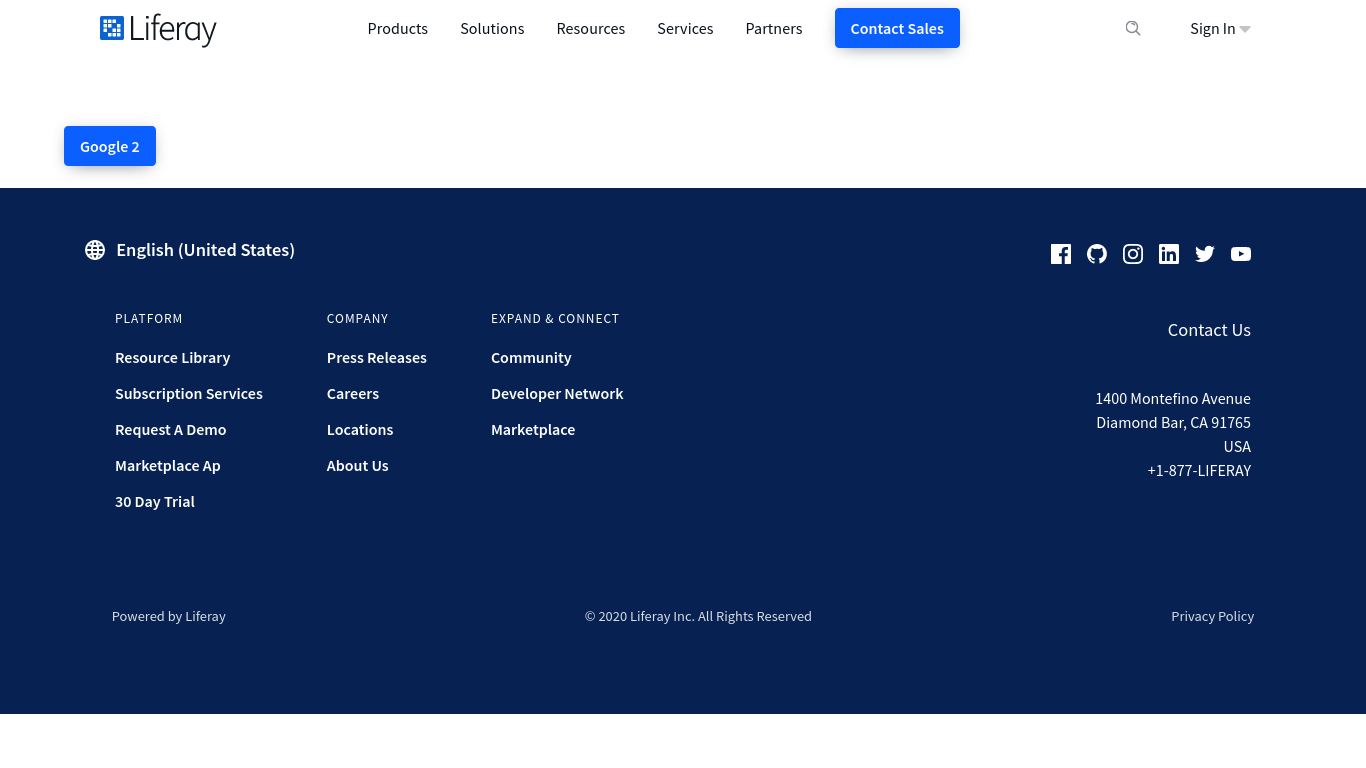 Liferay
Products Solutions Resources Services Partners Contact Sales Sign In
Google 2
English (United States)
PLATFORM
Resource Library
Subscription Services
Request A Demo
Marketplace Ap
30 Day Trial
COMPANY
Press Releases
Careers
Locations
About Us
EXPAND & CONNECT
Community
Developer Network
Marketplace
Contact Us
1400 Montefino Avenue
Diamond Bar, CA 91765
USA
+1-877-LIFERAY
Powered by Liferay
© 2020 Liferay Inc. All Rights Reserved
Privacy Policy